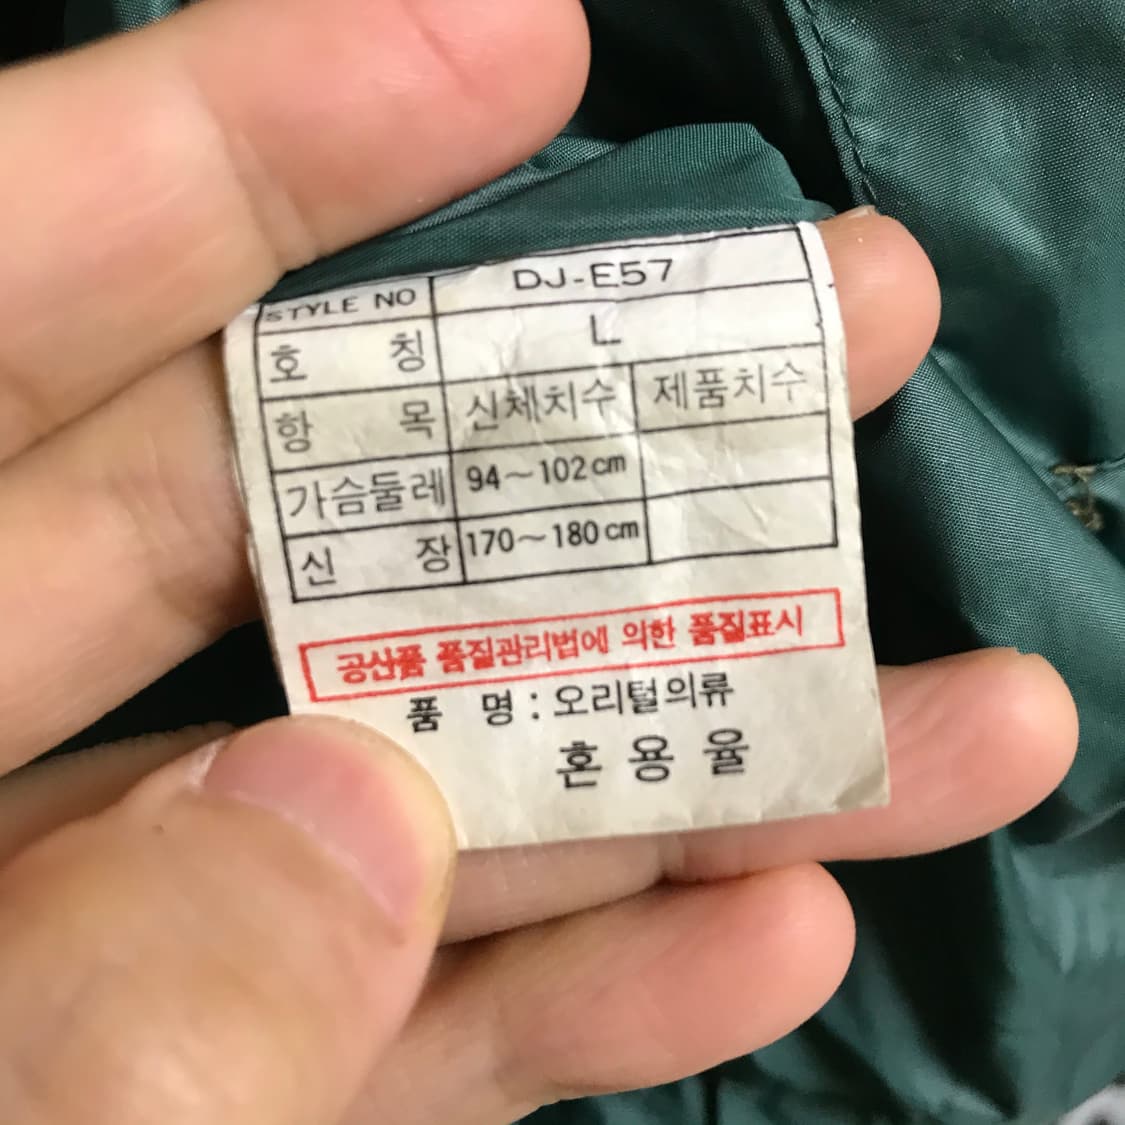 STYLE NO DJ-E57
호 칭 L
항 목 신체치수 제품치수
가슴둘레 94~102cm
신 장 170~180cm
공산품 품질관리법에 의한 품질표시
품 명 : 오리털의류
혼 용 율